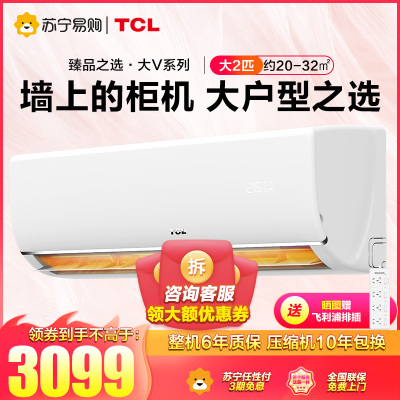 苏宁易购 TCL
臻品之选·大V系列 大2匹 约20-32㎡
墙上的柜机 大户型之选
26
TCL
拆
咨询客服
领大额优惠券
送 晒图赠
飞利浦排插
领券到手不高于:
3099
整机6年质保 压缩机10年包换
苏宁任性付
3期免息
全国联保
免费上门